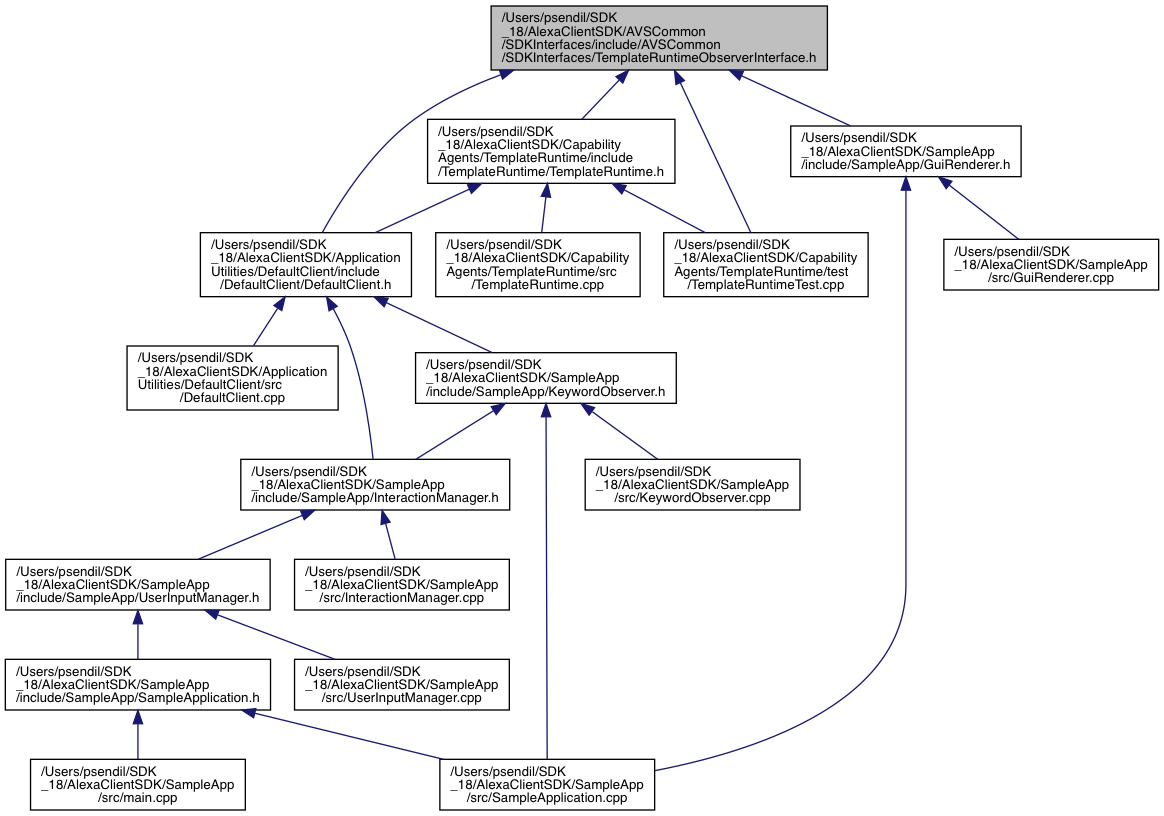 /Users/psendil/SDK
_18/AlexaClientSDK/AVSCommon
/SDKInterfaces/include/AVSCommon
/SDKInterfaces/TemplateRuntimeObserverInterface.h
/Users/psendil/SDK
_18/AlexaClientSDK/Capability
Agents/TemplateRuntime/include
/TemplateRuntime/TemplateRuntime.h
/Users/psendil/SDK
_18/AlexaClientSDK/SampleApp
/include/SampleApp/GuiRenderer.h
/Users/psendil/SDK
_18/AlexaClientSDK/Application
Utilities/DefaultClient/include
/DefaultClient/DefaultClient.h
/Users/psendil/SDK
_18/AlexaClientSDK/Capability
Agents/TemplateRuntime/src
/TemplateRuntime.cpp
/Users/psendil/SDK
_18/AlexaClientSDK/Capability
Agents/TemplateRuntime/test
/TemplateRuntimeTest.cpp
/Users/psendil/SDK
_18/AlexaClientSDK/SampleApp
/src/GuiRenderer.cpp
/Users/psendil/SDK
_18/AlexaClientSDK/Application
Utilities/DefaultClient/src
/DefaultClient.cpp
/Users/psendil/SDK
_18/AlexaClientSDK/SampleApp
/include/SampleApp/KeywordObserver.h
/Users/psendil/SDK
_18/AlexaClientSDK/SampleApp
/include/SampleApp/InteractionManager.h
/Users/psendil/SDK
_18/AlexaClientSDK/SampleApp
/src/KeywordObserver.cpp
/Users/psendil/SDK
_18/AlexaClientSDK/SampleApp
/include/SampleApp/UserInputManager.h
/Users/psendil/SDK
_18/AlexaClientSDK/SampleApp
/src/InteractionManager.cpp
/Users/psendil/SDK
_18/AlexaClientSDK/SampleApp
/include/SampleApp/SampleApplication.h
/Users/psendil/SDK
_18/AlexaClientSDK/SampleApp
/src/UserInputManager.cpp
/Users/psendil/SDK
_18/AlexaClientSDK/SampleApp
/src/main.cpp
/Users/psendil/SDK
_18/AlexaClientSDK/SampleApp
/src/SampleApplication.cpp